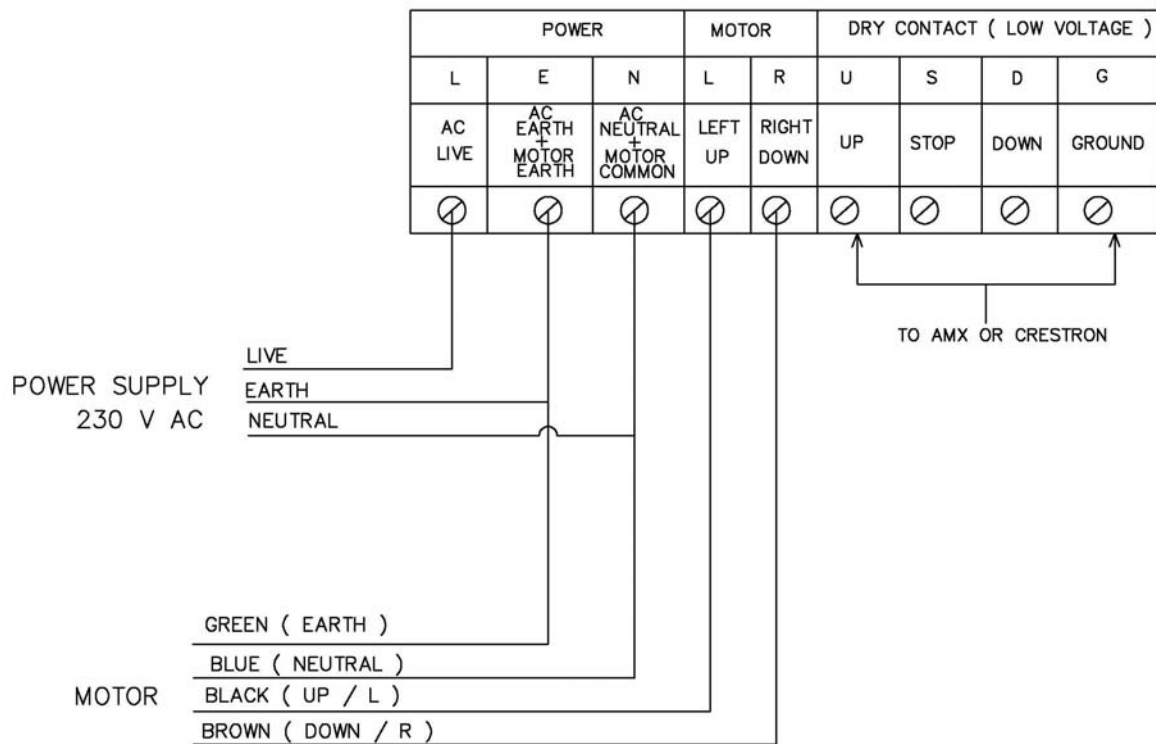 POWER MOTOR DRY CONTACT ( LOW VOLTAGE )
L E N L R U S D G
AC
LIVE
AC
EARTH
+
MOTOR
EARTH
AC
NEUTRAL
+
MOTOR
COMMON
LEFT
UP
RIGHT
DOWN
UP
STOP
DOWN
GROUND
TO AMX OR CRESTRON
POWER SUPPLY
230 V AC
LIVE
EARTH
NEUTRAL
MOTOR
GREEN ( EARTH )
BLUE ( NEUTRAL )
BLACK ( UP / L )
BROWN ( DOWN / R )